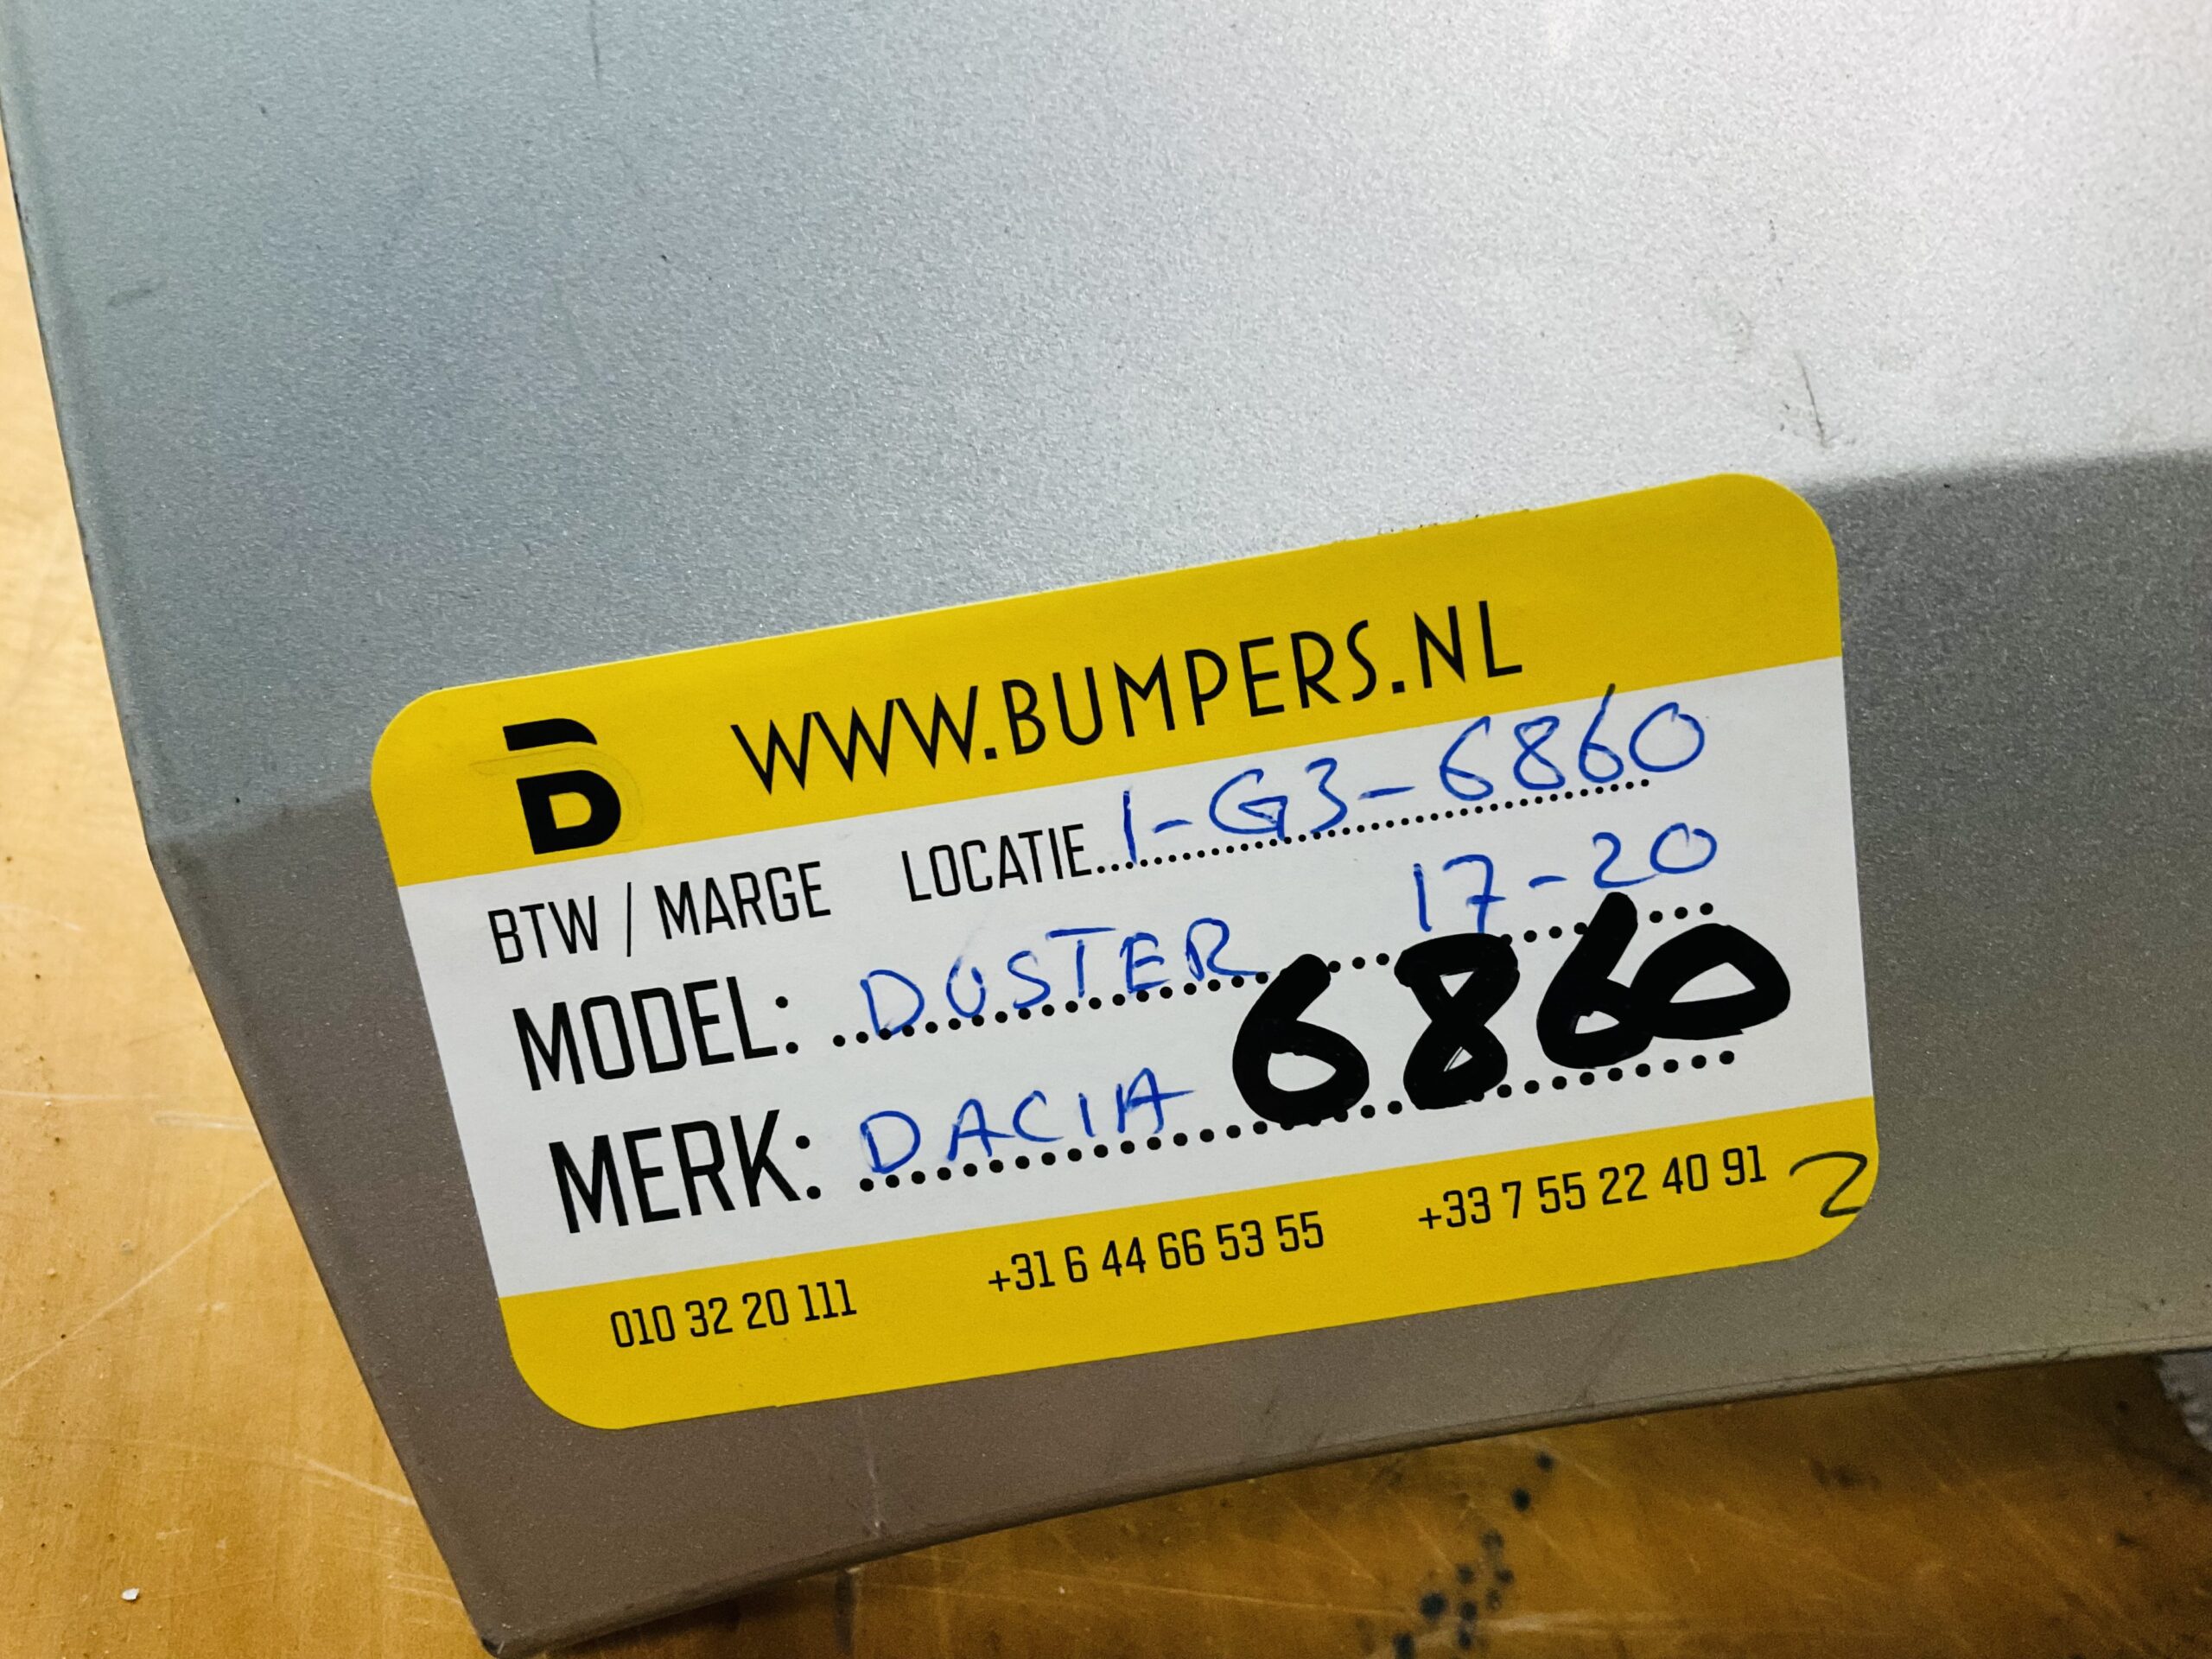 B WWW.BUMPERS.NL
BTW / MARGE LOCATIE..1-G3-6860
MODEL: DUSTER 17-20
MERK: DACIA 6860
010 32 20 111 +31 6 44 66 53 55 +33 7 55 22 40 91 2